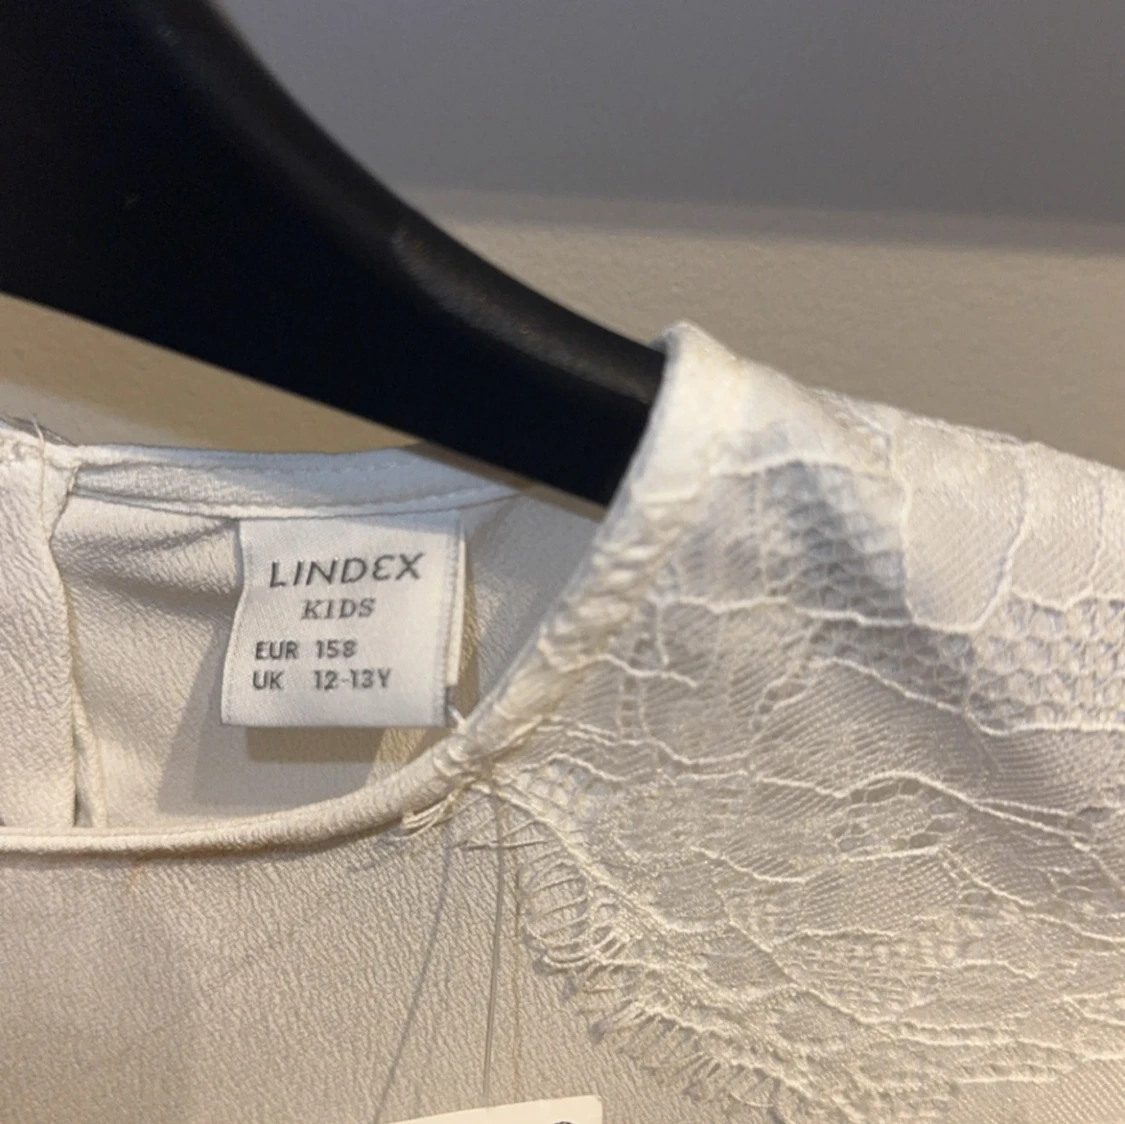 LINDEX
KIDS
EUR 158
UK 12-13Y